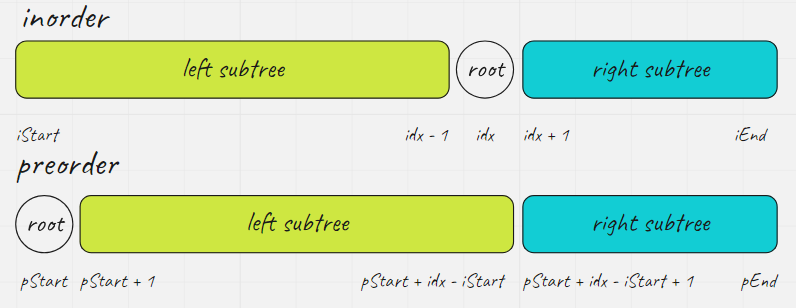 inorder
left subtree root right subtree
iStart idx - 1 idx idx + 1 iEnd
preorder
root left subtree right subtree
pStart pStart + 1 pStart + idx - iStart pStart + idx - iStart + 1 pEnd